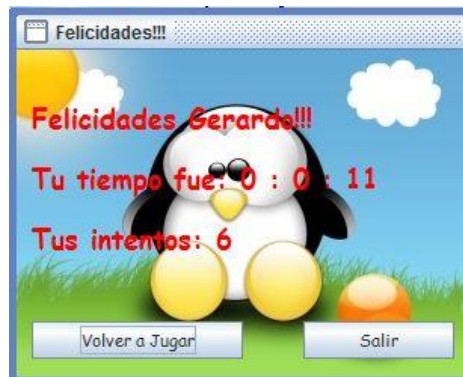 Felicidades!!!
Felicidades Gerardo!!!
Tu tiempo fue: 0 : 0 : 11
Tus intentos: 6
Volver a Jugar
Salir